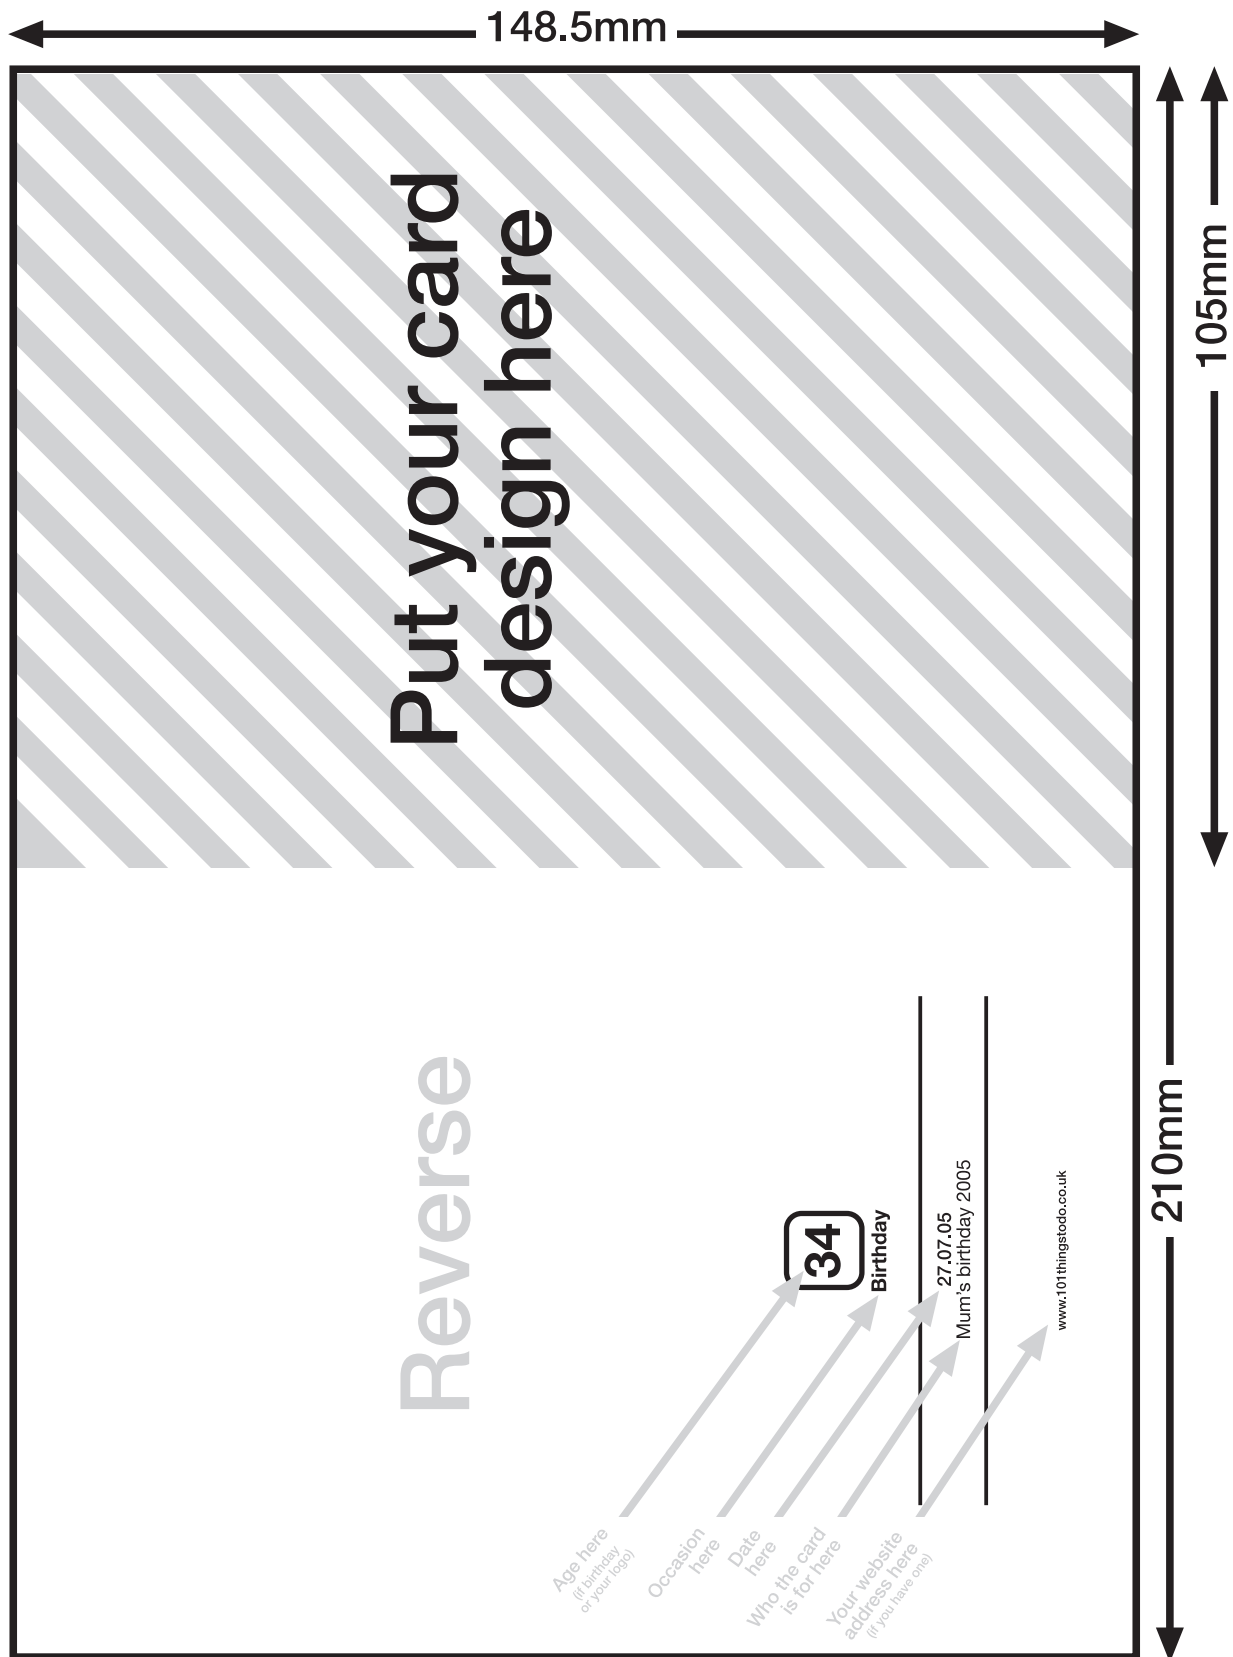 148.5mm
105mm
210mm
Put your card
design here
Reverse
34
Birthday
27.07.05
Mum's birthday 2005
www.101thingstodo.co.uk
Age here
(if birthday
or your logo)
Occasion
here
Date
here
Who the card
is for here
Your website
address here
(if you have one)